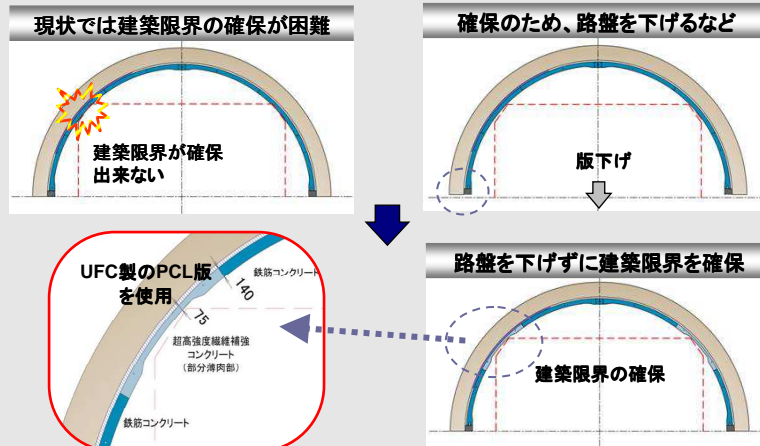 現状では建築限界の確保が困難
建築限界が確保
出来ない
確保のため、路盤を下げるなど
版下げ
UFC製のPCL版
を使用
鉄筋コンクリート
140
75
超高強度繊維補強
コンクリート
(部分薄肉部)
鉄筋コンクリート
路盤を下げずに建築限界を確保
建築限界の確保